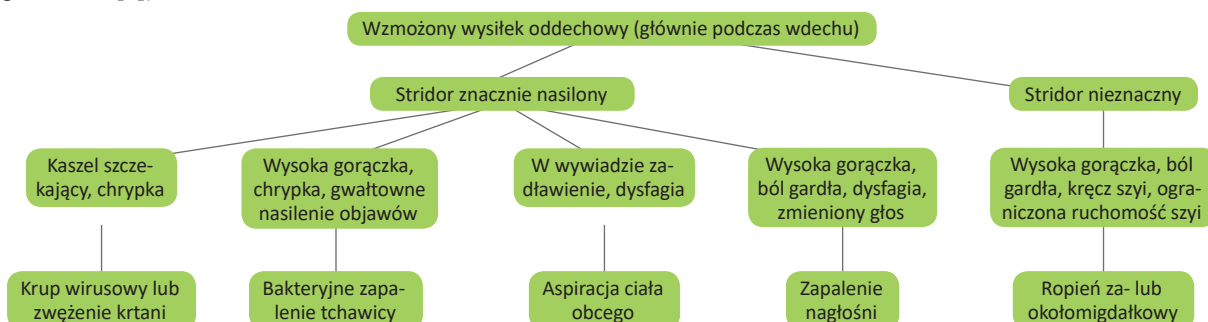 Wzmożony wysiłek oddechowy (głównie podczas wdechu)
Stridor znacznie nasilony
Stridor nieznaczny
Kaszel szcze-
kający, chrypka
Wysoka gorączka,
chrypka, gwałtowne
nasilenie objawów
W wywiadzie za-
dławienie, dysfagia
Wysoka gorączka,
ból gardła, dysfagia,
zmieniony głos
Wysoka gorączka, ból
gardła, kręcz szyi, ogra-
niczona ruchomość szyi
Krup wirusowy lub
zwężenie krtani
Bakteryjne zapa-
lenie tchawicy
Aspiracja ciała
obcego
Zapalenie
nagłośni
Ropień za- lub
okołomigdałkowy